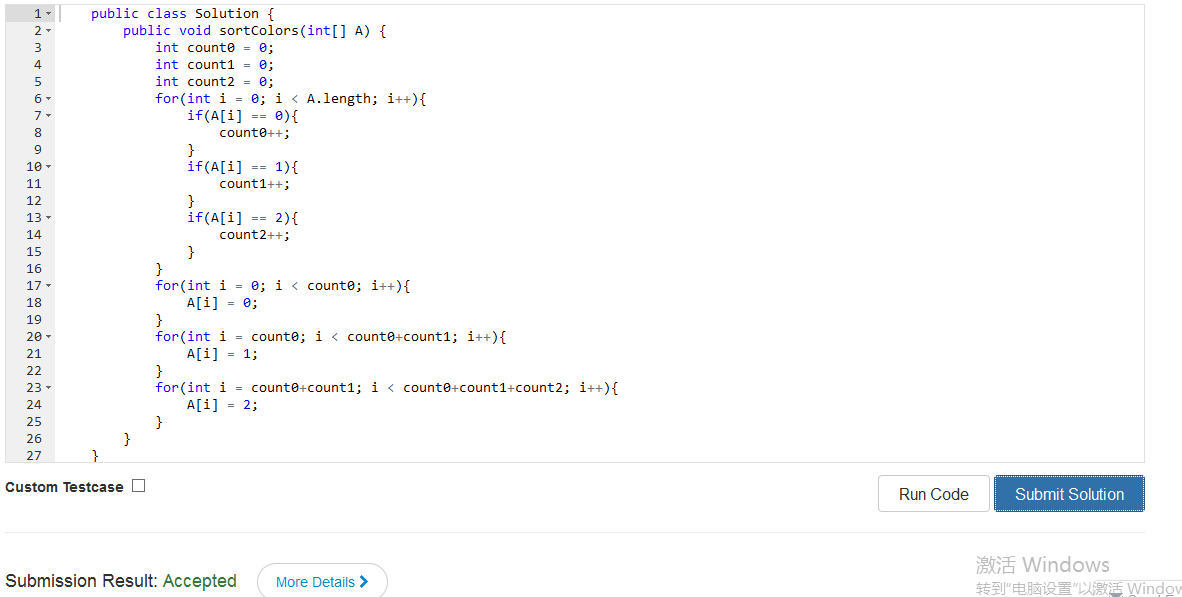 1 public class Solution {
2 public void sortColors(int[] A) {
3 int count0 = 0;
4 int count1 = 0;
5 int count2 = 0;
6 for(int i = 0; i < A.length; i++){
7 if(A[i] == 0){
8 count0++;
9 }
10 if(A[i] == 1){
11 count1++;
12 }
13 if(A[i] == 2){
14 count2++;
15 }
16 }
17 for(int i = 0; i < count0; i++){
18 A[i] = 0;
19 }
20 for(int i = count0; i < count0+count1; i++){
21 A[i] = 1;
22 }
23 for(int i = count0+count1; i < count0+count1+count2; i++){
24 A[i] = 2;
25 }
26 }
27 }
Custom Testcase
Run Code Submit Solution
Submission Result: Accepted More Details
激活 Windows
转到"电脑设置"以激活 Window